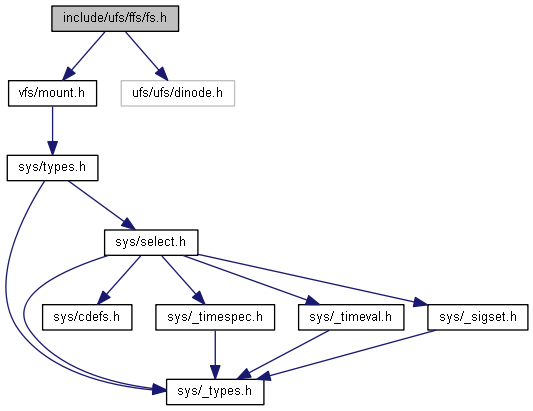 include/ufs/ffs/fs.h
vfs/mount.h
ufs/ufs/dinode.h
sys/types.h
sys/select.h
sys/cdefs.h
sys/_timespec.h
sys/_timeval.h
sys/_sigset.h
sys/_types.h